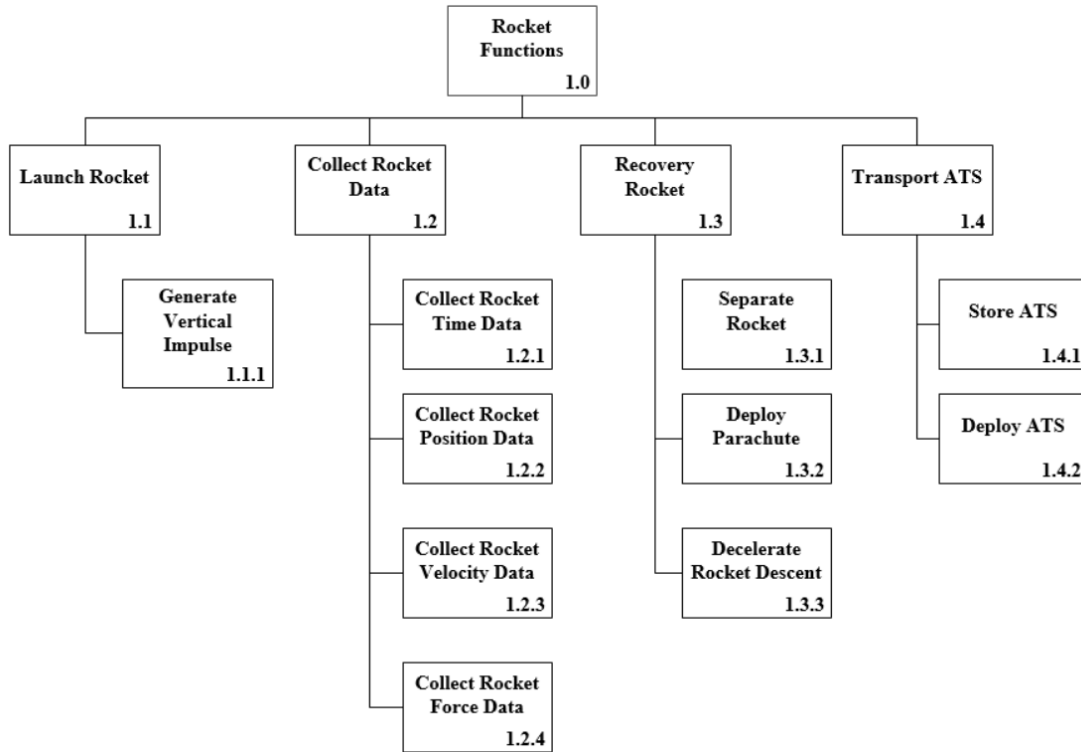 Rocket
Functions
1.0
Launch Rocket
1.1
Collect Rocket
Data
1.2
Recovery
Rocket
1.3
Transport ATS
1.4
Generate
Vertical
Impulse
1.1.1
Collect Rocket
Time Data
1.2.1
Separate
Rocket
1.3.1
Store ATS
1.4.1
Collect Rocket
Position Data
1.2.2
Deploy
Parachute
1.3.2
Deploy ATS
1.4.2
Collect Rocket
Velocity Data
1.2.3
Decelerate
Rocket Descent
1.3.3
Collect Rocket
Force Data
1.2.4